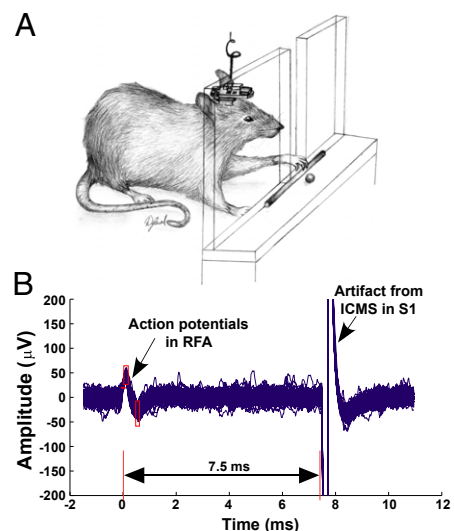 A
B
Amplitude (μV)
200
150
100
50
0
-50
-100
-150
-200
Action potentials
in RFA
Artifact from
ICMS in S1
7.5 ms
-2 0 2 4 6 8 10 12
Time (ms)